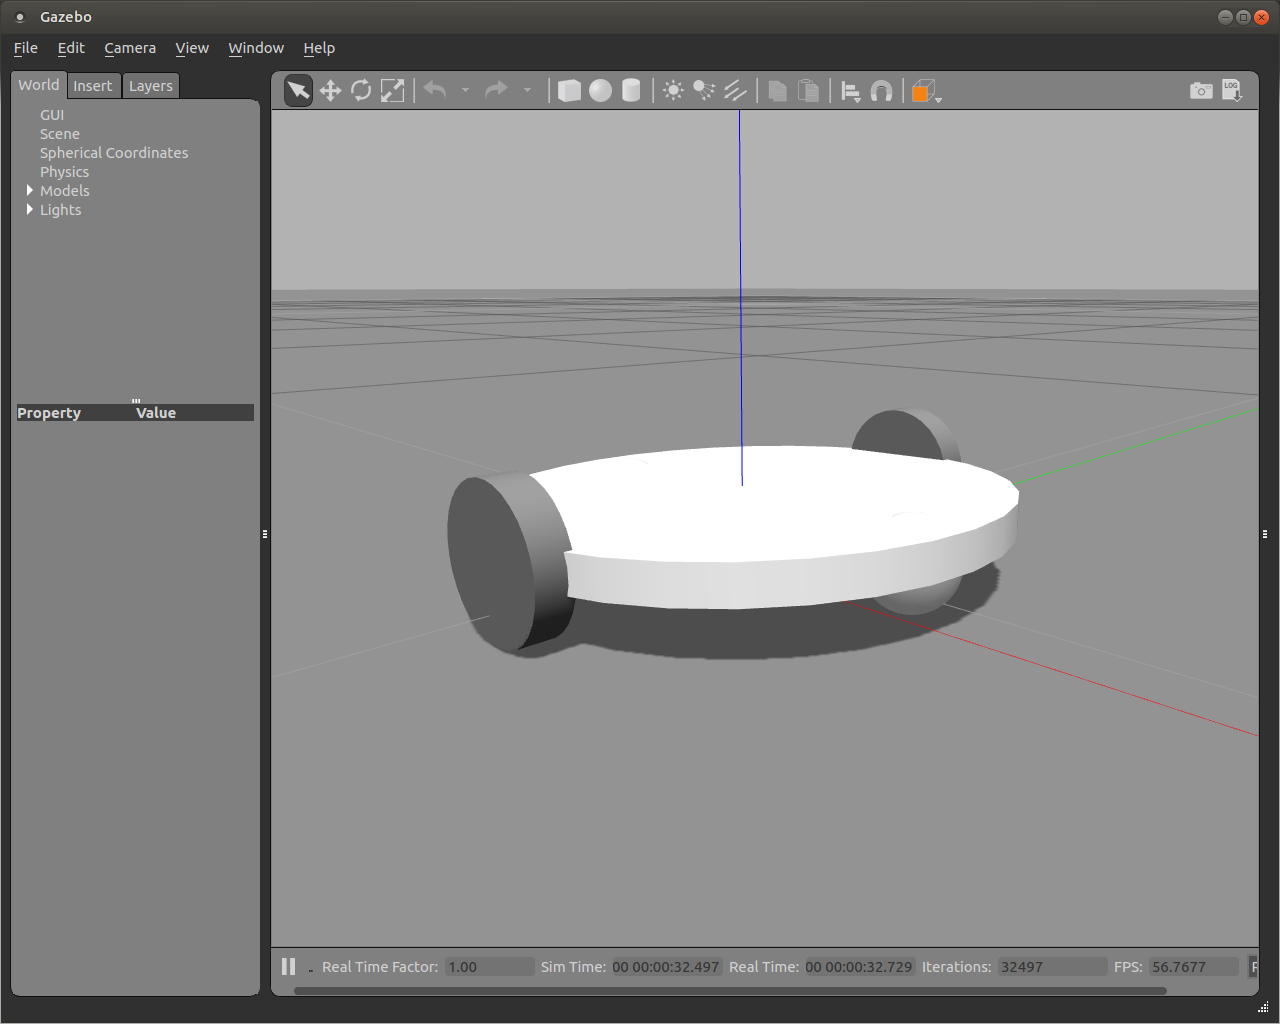 Gazebo
File Edit Camera View Window Help
World Insert Layers
GUI
Scene
Spherical Coordinates
Physics
Models
Lights
Property Value
LOG
Real Time Factor: 1.00 Sim Time: 00 00:00:32.497 Real Time: 00 00:00:32.729 Iterations: 32497 FPS: 56.7677